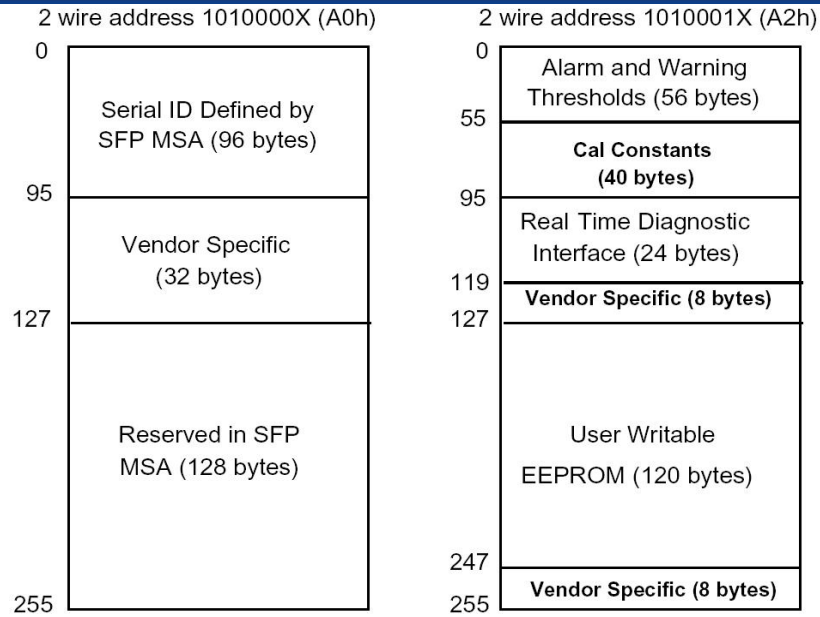 2 wire address 1010000X (A0h)
0
Serial ID Defined by
SFP MSA (96 bytes)
95
Vendor Specific
(32 bytes)
127
Reserved in SFP
MSA (128 bytes)
255
2 wire address 1010001X (A2h)
0
Alarm and Warning
Thresholds (56 bytes)
55
Cal Constants
(40 bytes)
95
Real Time Diagnostic
Interface (24 bytes)
119
Vendor Specific (8 bytes)
127
User Writable
EEPROM (120 bytes)
247
Vendor Specific (8 bytes)
255